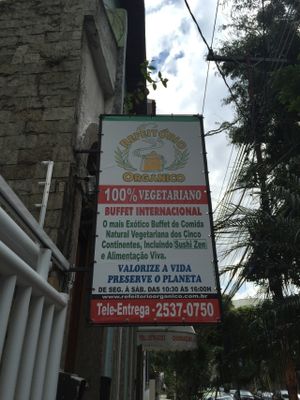 REFEITÓRIO
ORGANICO
100% VEGETARIANO
BUFFET INTERNACIONAL
O mais Exótico Buffet de Comida
Natural Vegetariana dos Cinco
Continentes, Incluindo Sushi Zen
e Alimentação Viva.
VALORIZE A VIDA
PRESERVE O PLANETA
www.refeitorioorganico.com.br
Tele-Entrega - 2537-0750
DE SEG. À SÁB. DAS 10:30 AS 16:00H